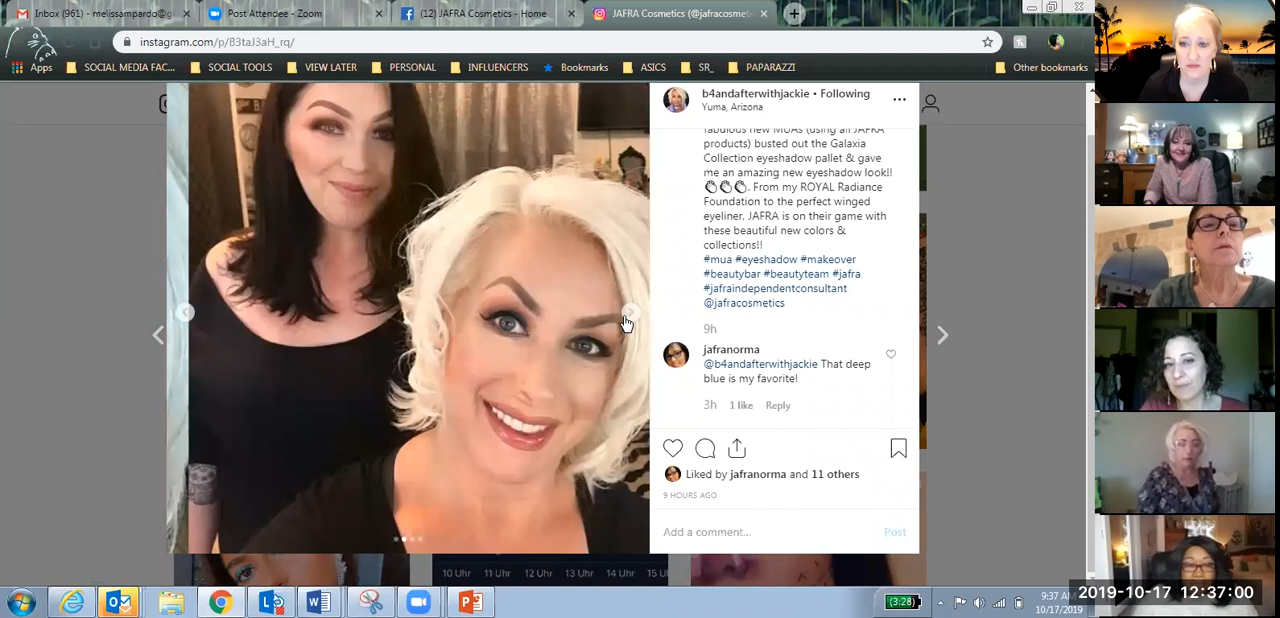 Inbox (961) - melissampardo@g
Post Attendee - Zoom
(12) JAFRA Cosmetics - Home
JAFRA Cosmetics (@jafracosmet
instagram.com/p/B3taJ3aH_rq/
Apps
SOCIAL MEDIA FAC...
SOCIAL TOOLS
VIEW LATER
PERSONAL
INFLUENCERS
Bookmarks
ASICS
SR_
PAPARAZZI
Other bookmarks
b4andafterwithjackie • Following
Yuma, Arizona
fabulous new MUAs (using all JAFRA
products) busted out the Galaxia
Collection eyeshadow pallet & gave
me an amazing new eyeshadow look!!
👏👏👏. From my ROYAL Radiance
Foundation to the perfect winged
eyeliner. JAFRA is on their game with
these beautiful new colors &
collections!!
#mua #eyeshadow #makeover
#beautybar #beautyteam #jafra
#jafraindependentconsultant
@jafracosmetics
9h
jafranorma
@b4andafterwithjackie That deep
blue is my favorite!
3h 1 like Reply
Liked by jafranorma and 11 others
9 HOURS AGO
Add a comment... Post
10 Uhr 11 Uhr 12 Uhr 13 Uhr 14 Uhr 15 U
(3:28)
9:37 AM
10/17/2019
2019-10-17 12:37:00